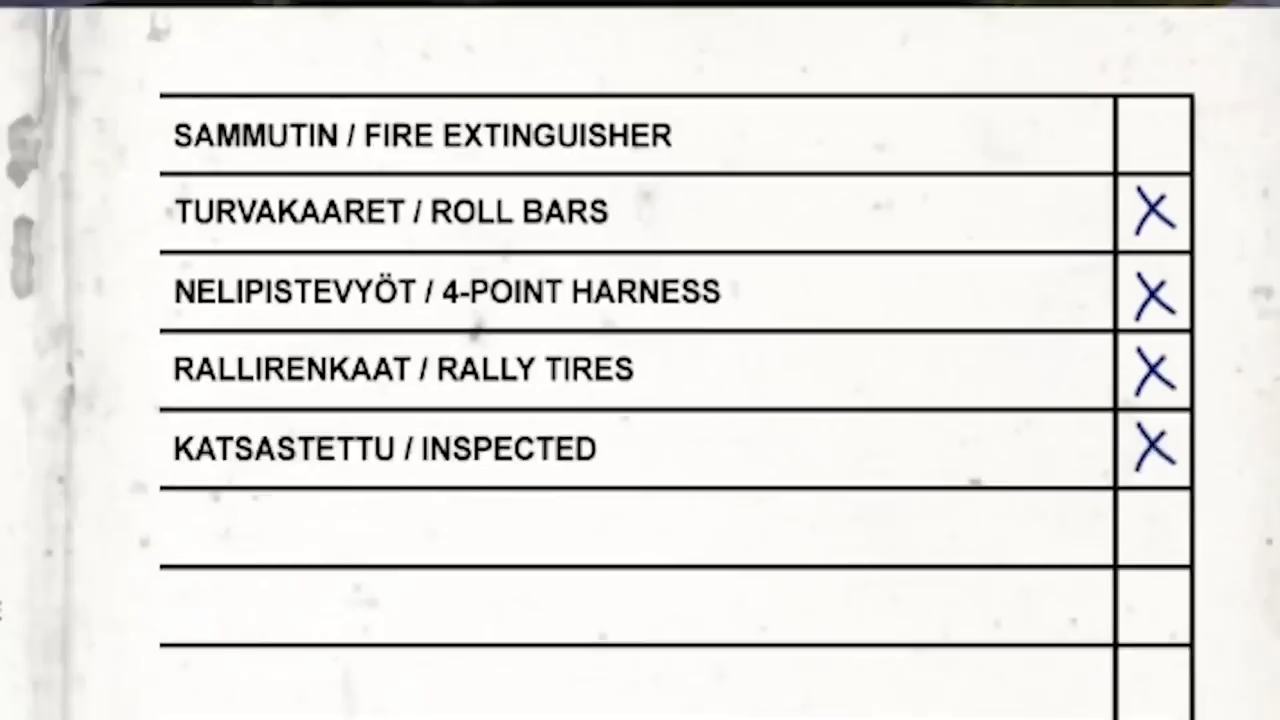 SAMMUTIN / FIRE EXTINGUISHER
TURVAKAARET / ROLL BARS X
NELIPISTEVYÖT / 4-POINT HARNESS X
RALLIRENKAAT / RALLY TIRES X
KATSASTETTU / INSPECTED X